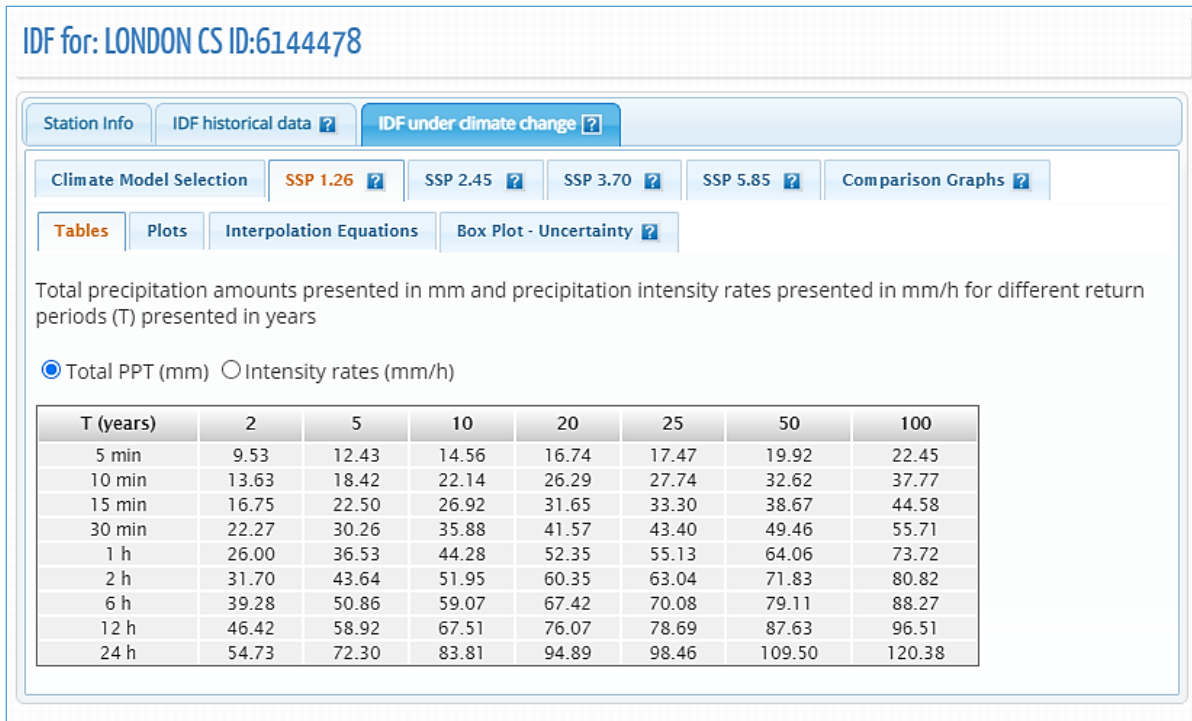 IDF for: LONDON CS ID:6144478
Station Info IDF historical data ? IDF under climate change ?
Climate Model Selection SSP 1.26 ? SSP 2.45 ? SSP 3.70 ? SSP 5.85 ? Comparison Graphs ?
Tables Plots Interpolation Equations Box Plot - Uncertainty ?
Total precipitation amounts presented in mm and precipitation intensity rates presented in mm/h for different return
periods (T) presented in years
Total PPT (mm) Intensity rates (mm/h)
T (years) 2 5 10 20 25 50 100
5 min 9.53 12.43 14.56 16.74 17.47 19.92 22.45
10 min 13.63 18.42 22.14 26.29 27.74 32.62 37.77
15 min 16.75 22.50 26.92 31.65 33.30 38.67 44.58
30 min 22.27 30.26 35.88 41.57 43.40 49.46 55.71
1 h 26.00 36.53 44.28 52.35 55.13 64.06 73.72
2 h 31.70 43.64 51.95 60.35 63.04 71.83 80.82
6 h 39.28 50.86 59.07 67.42 70.08 79.11 88.27
12 h 46.42 58.92 67.51 76.07 78.69 87.63 96.51
24 h 54.73 72.30 83.81 94.89 98.46 109.50 120.38